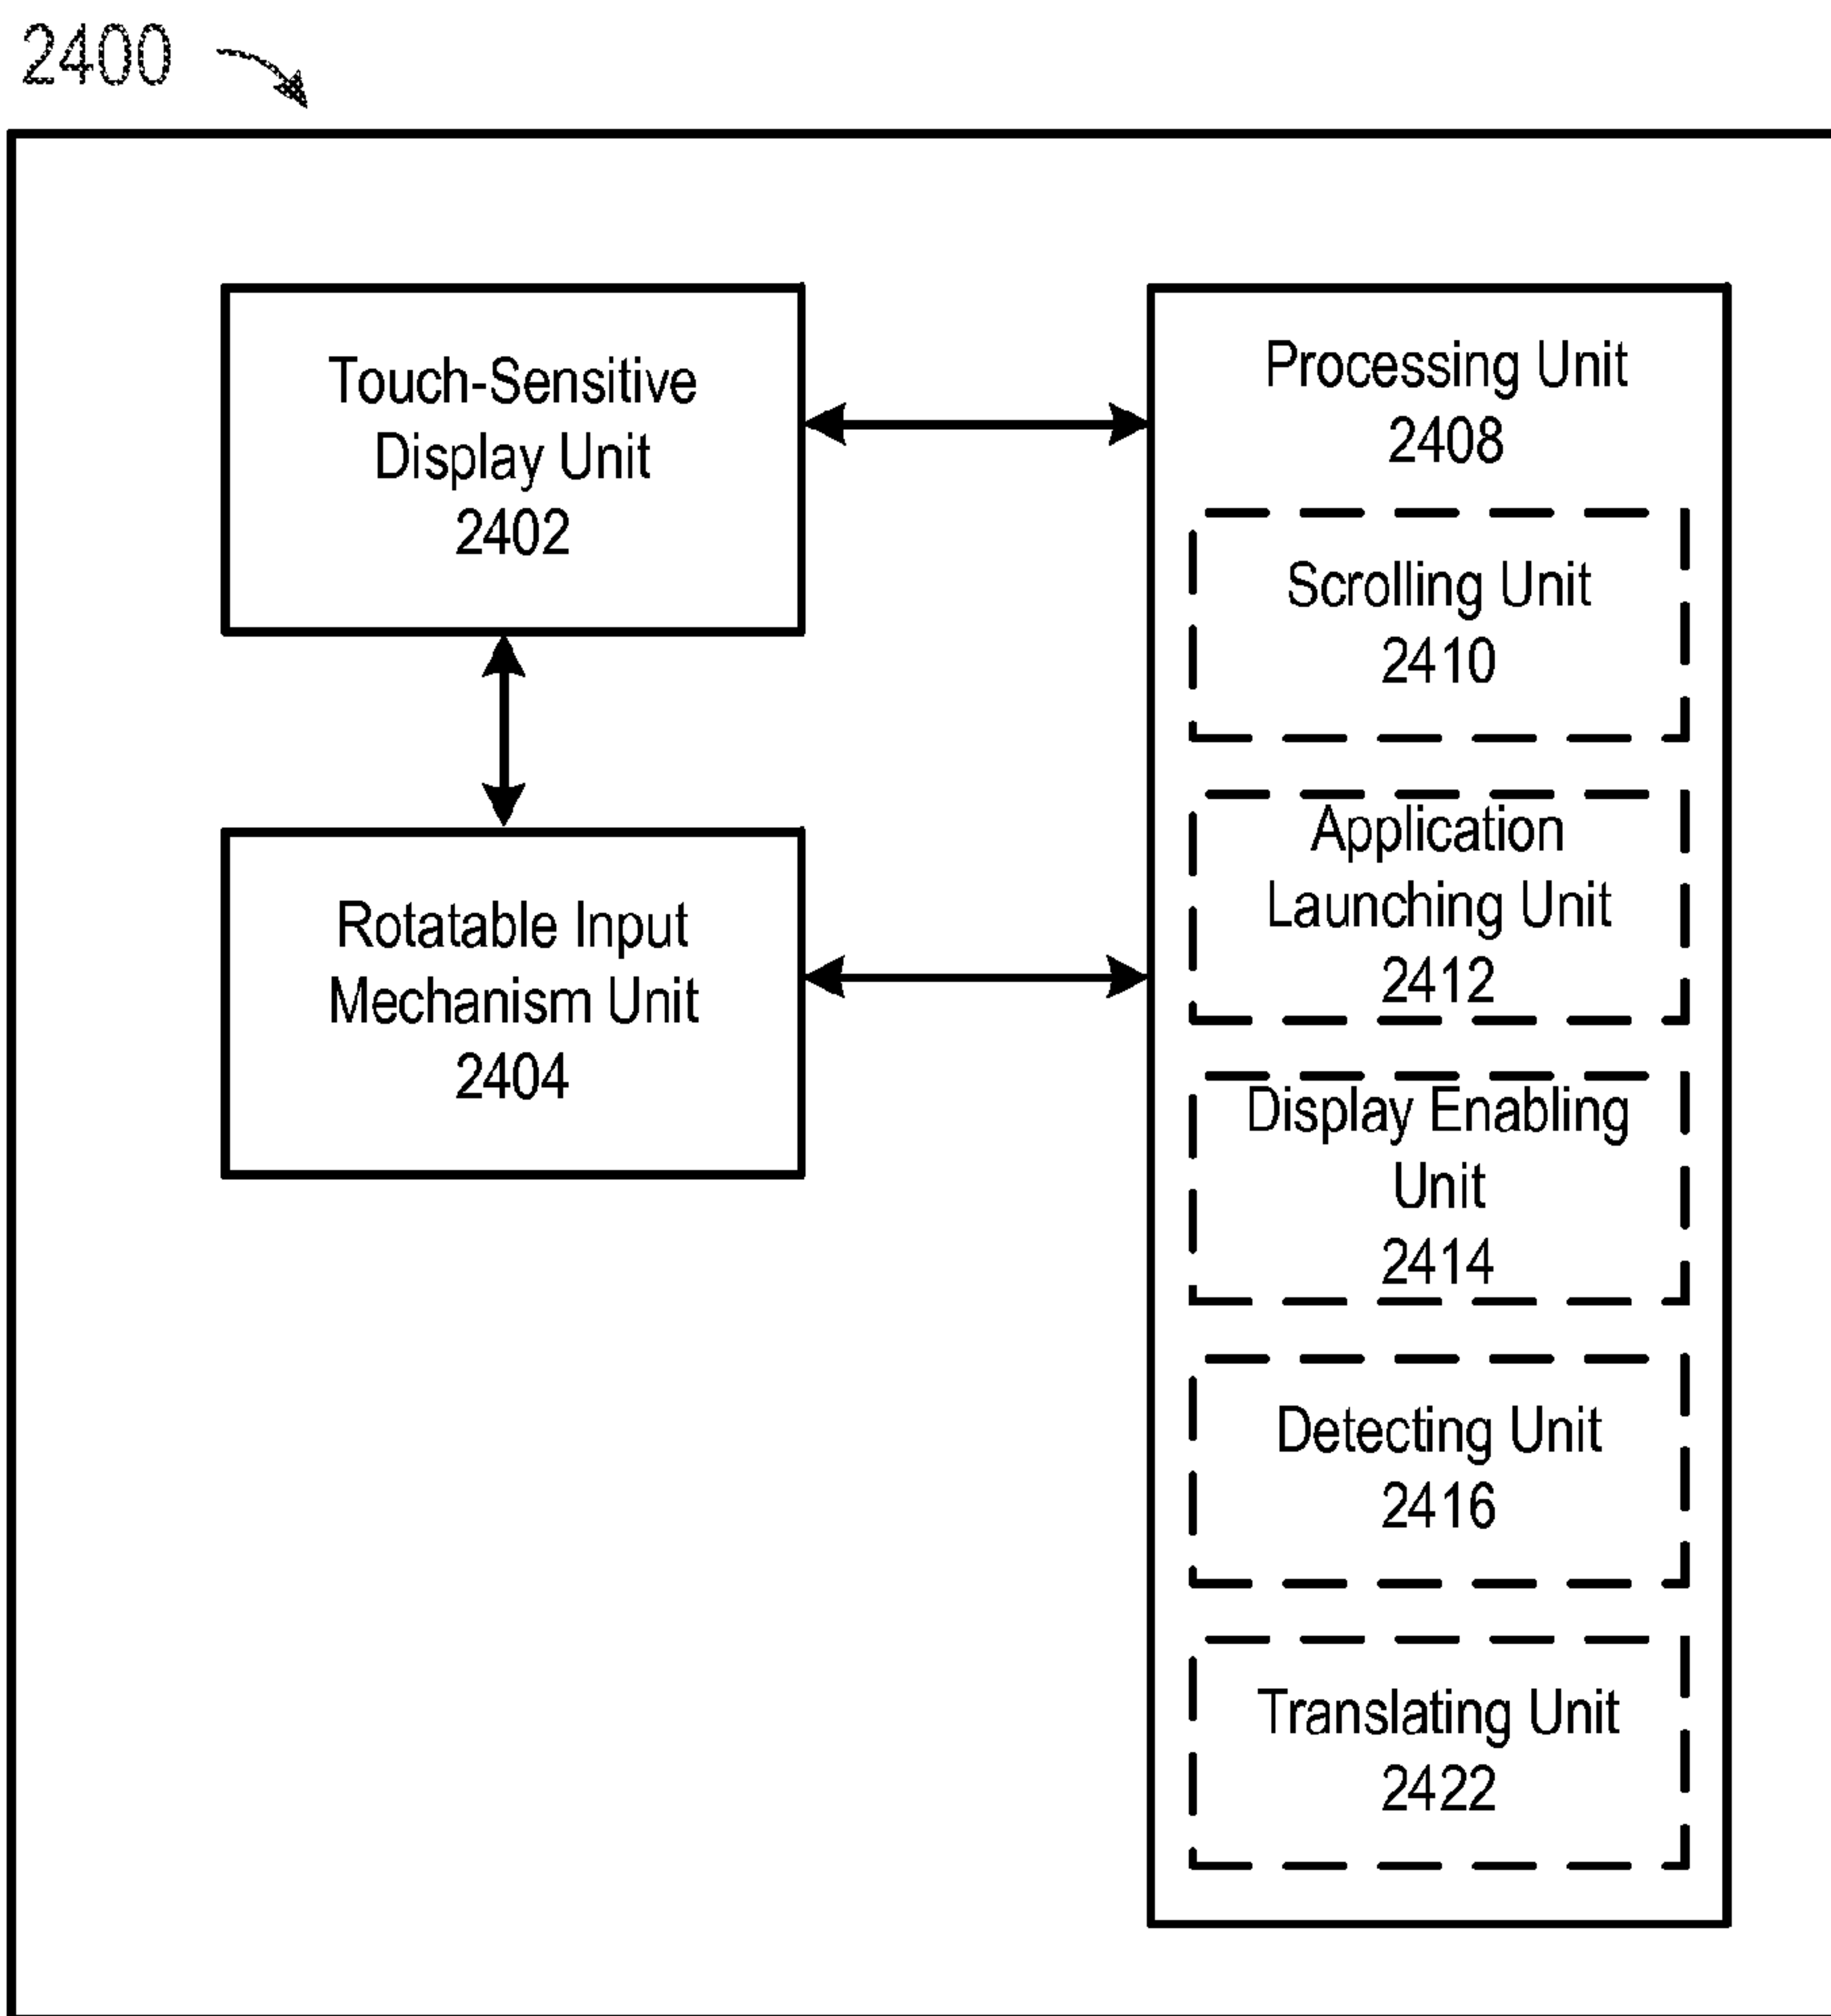 2400
Touch-Sensitive
Display Unit
2402
Rotatable Input
Mechanism Unit
2404
Processing Unit
2408
Scrolling Unit
2410
Application
Launching Unit
2412
Display Enabling
Unit
2414
Detecting Unit
2416
Translating Unit
2422